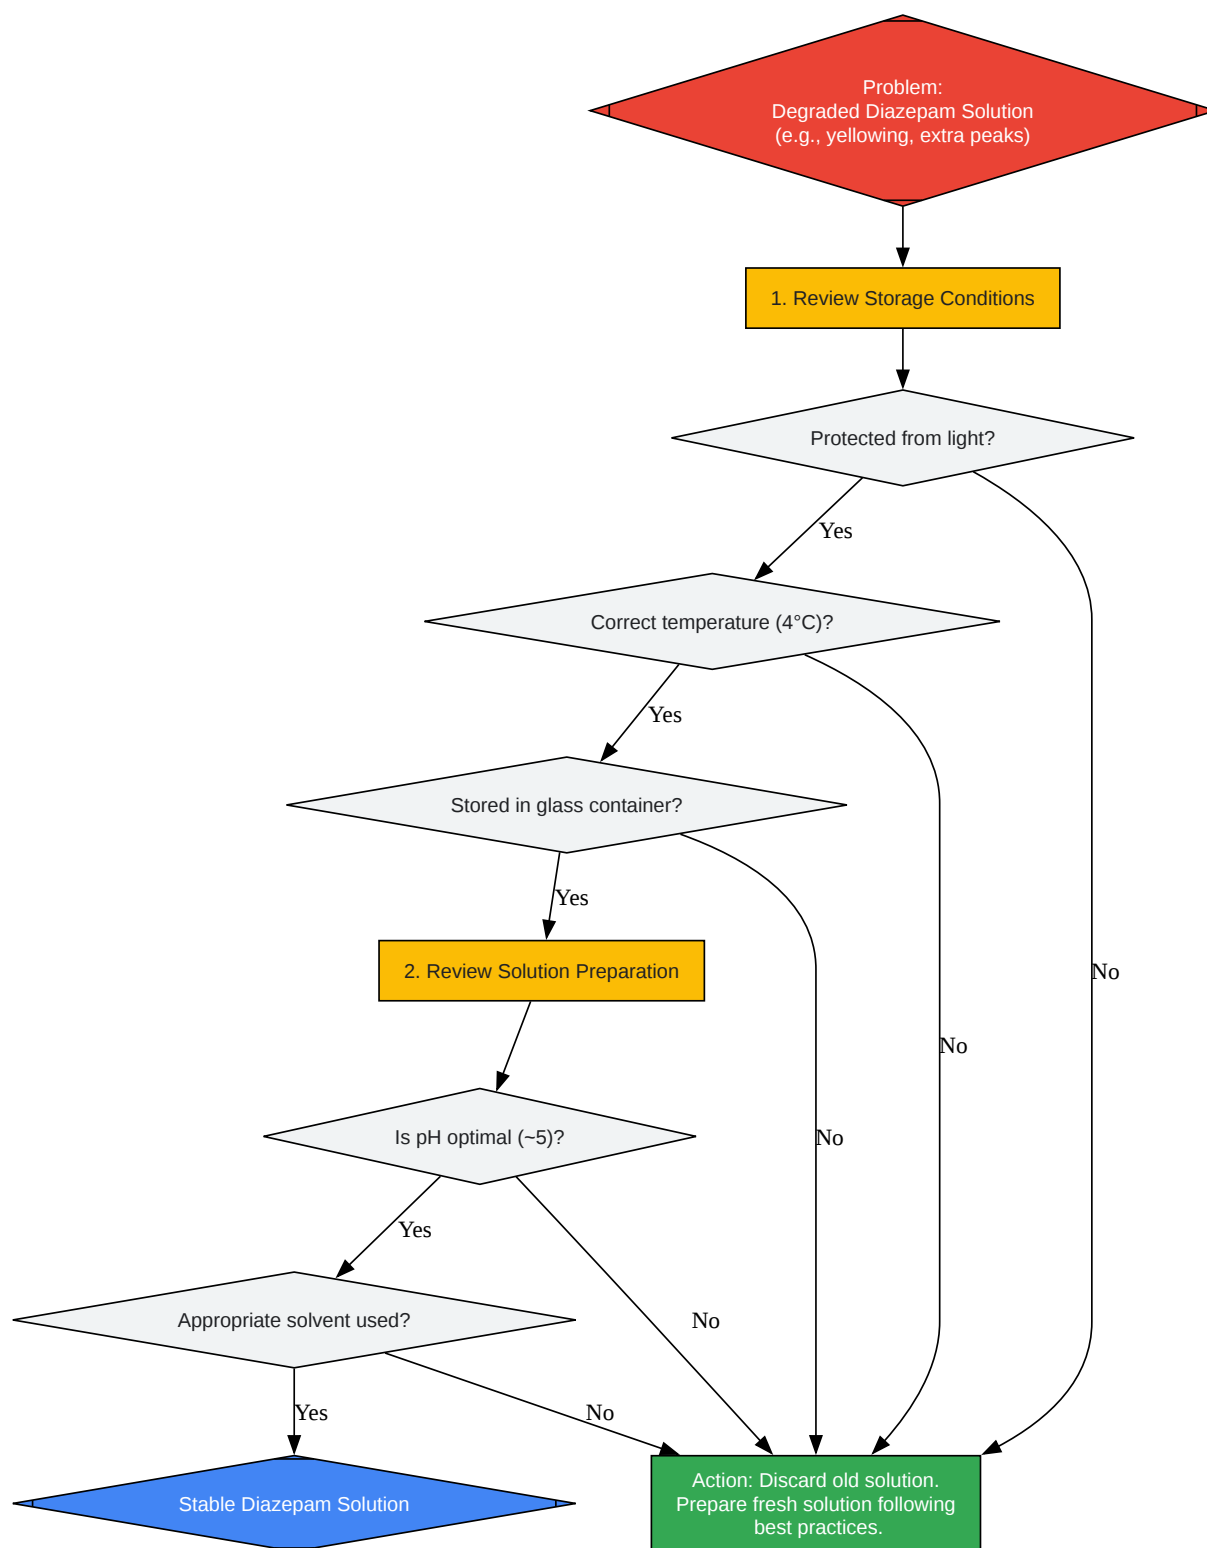 Problem:
Degraded Diazepam Solution
(e.g., yellowing, extra peaks)
1. Review Storage Conditions
Protected from light?
Yes
Correct temperature (4°C)?
Yes
Stored in glass container?
Yes
2. Review Solution Preparation
No
No
Is pH optimal (~5)?
No
Yes
Appropriate solvent used?
No
Yes
No
Stable Diazepam Solution
Action: Discard old solution.
Prepare fresh solution following
best practices.